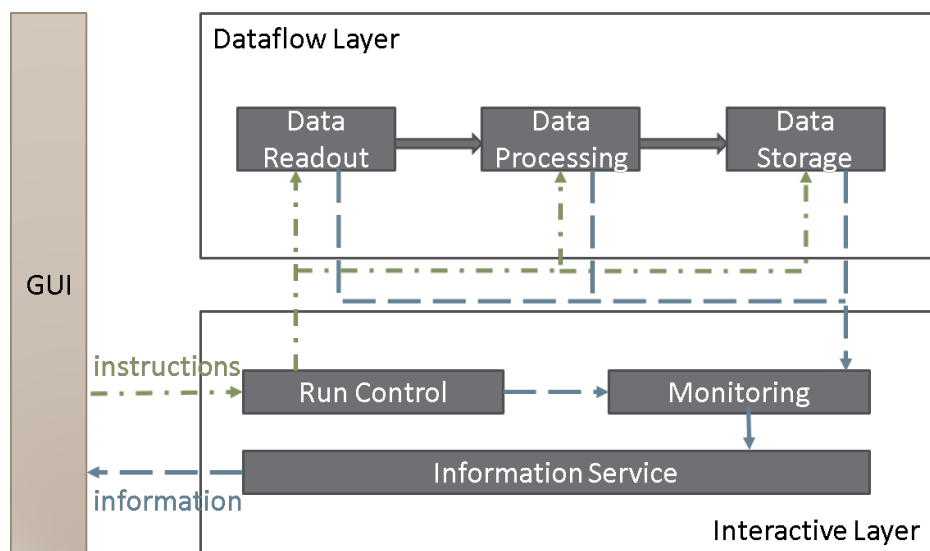 Dataflow Layer
Data
Readout
Data
Processing
Data
Storage
GUI
instructions
Run Control
Monitoring
Information Service
information
Interactive Layer